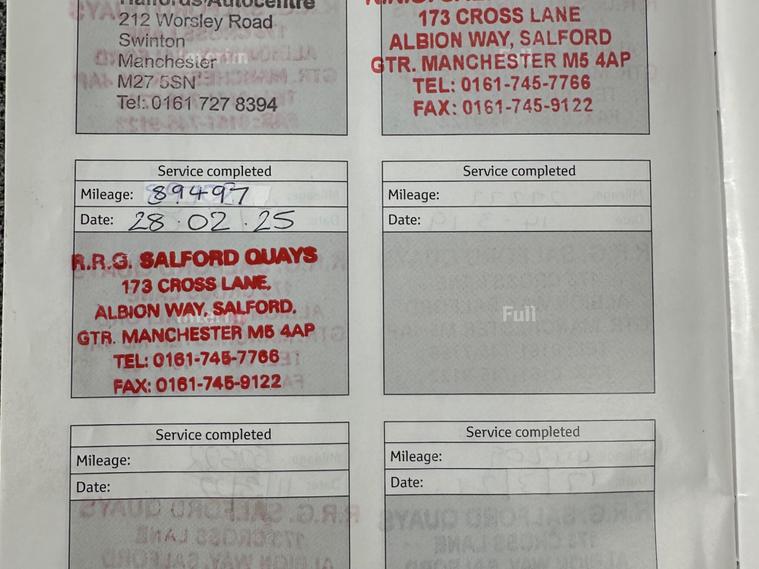 Halfords Autocentre
212 Worsley Road
Swinton
Manchester
M27 5SN
Tel: 0161 727 8394
173 CROSS LANE
ALBION WAY, SALFORD
GTR. MANCHESTER M5 4AP
TEL: 0161-745-7766
FAX: 0161-745-9122
Full
Service completed
Mileage: 89497
Date: 28.02.25
R.R.G. SALFORD QUAYS
173 CROSS LANE,
ALBION WAY, SALFORD.
GTR. MANCHESTER M5 4AP
TEL: 0161-745-7766
FAX: 0161-745-9122
Service completed
Mileage:
Date:
Full
Service completed
Mileage:
Date:
Service completed
Mileage:
Date: